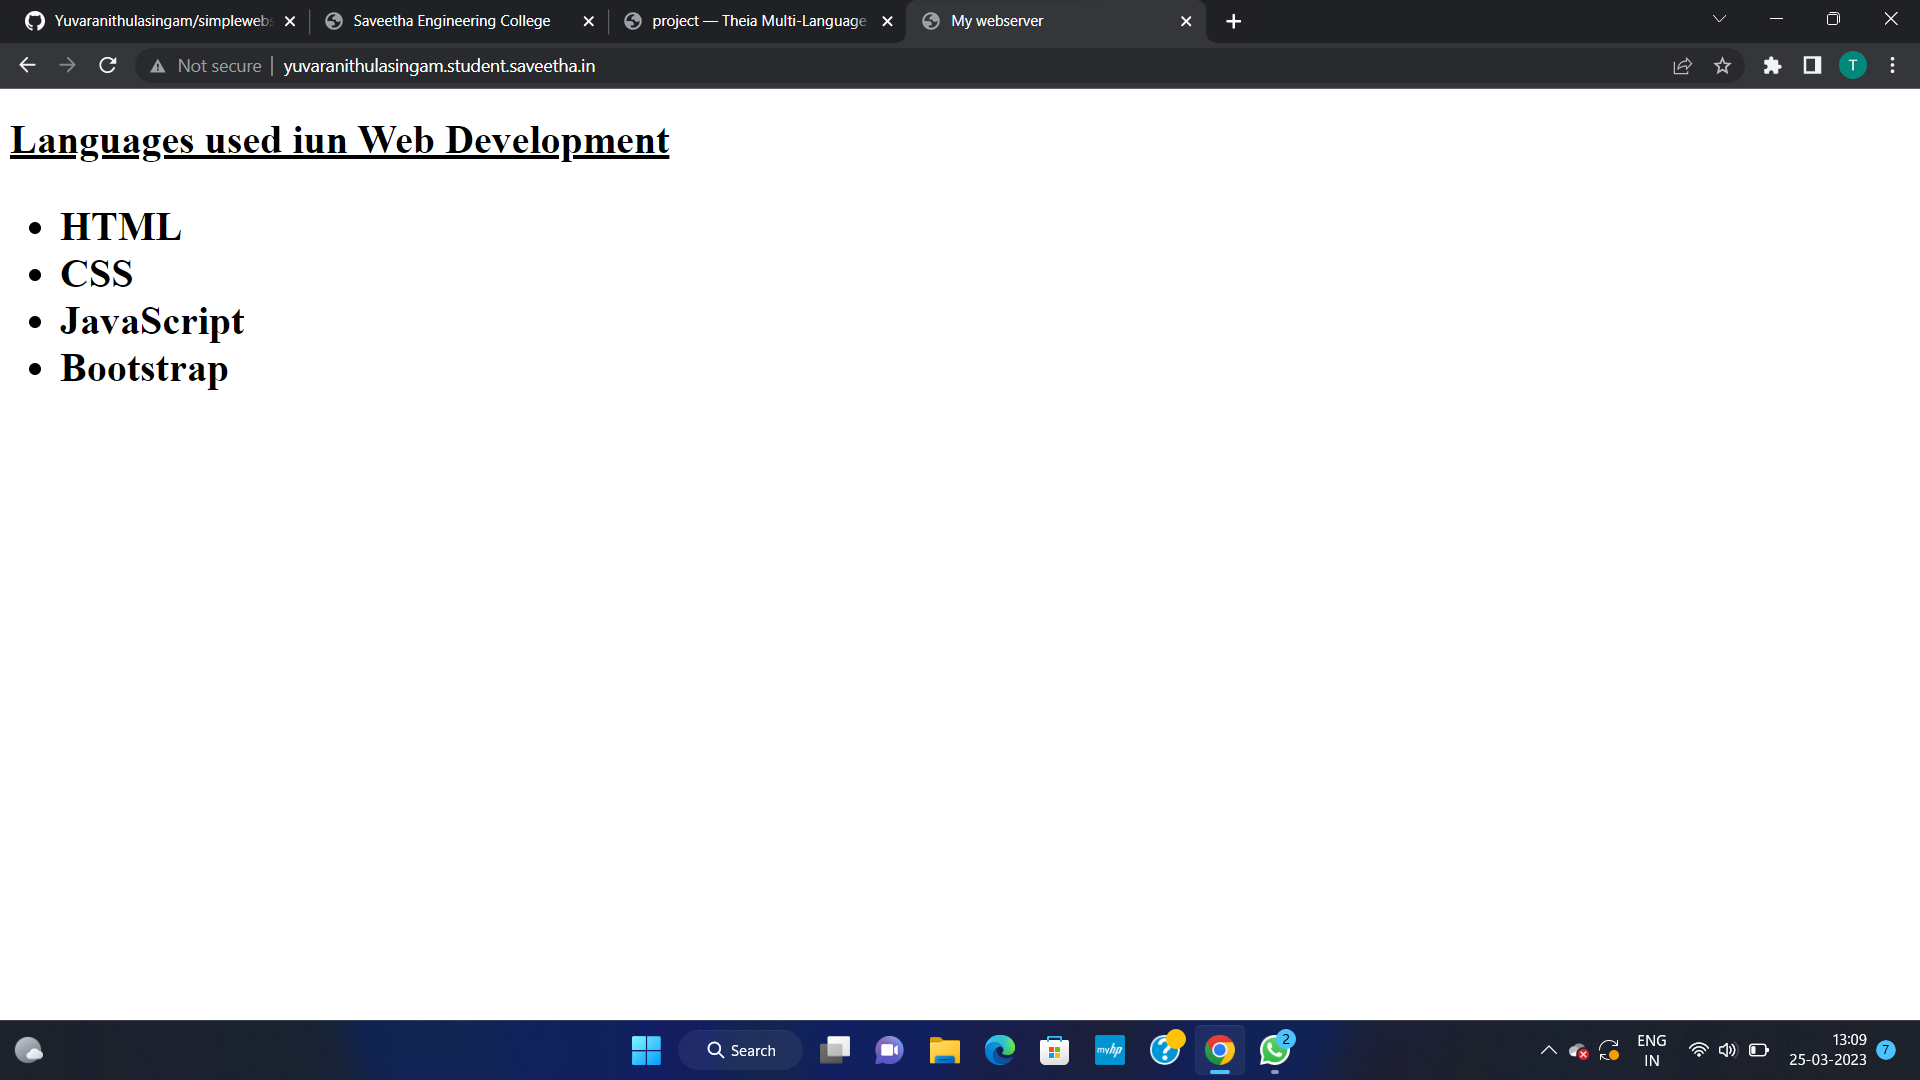 Yuvaranithulasingam/simplewebs
Saveetha Engineering College
project — Theia Multi-Language
My webserver
Not secure
yuvaranithulasingam.student.saveetha.in
T
Languages used iun Web Development
HTML
CSS
JavaScript
Bootstrap
Search
myhp
2
ENG
IN
13:09
25-03-2023
7